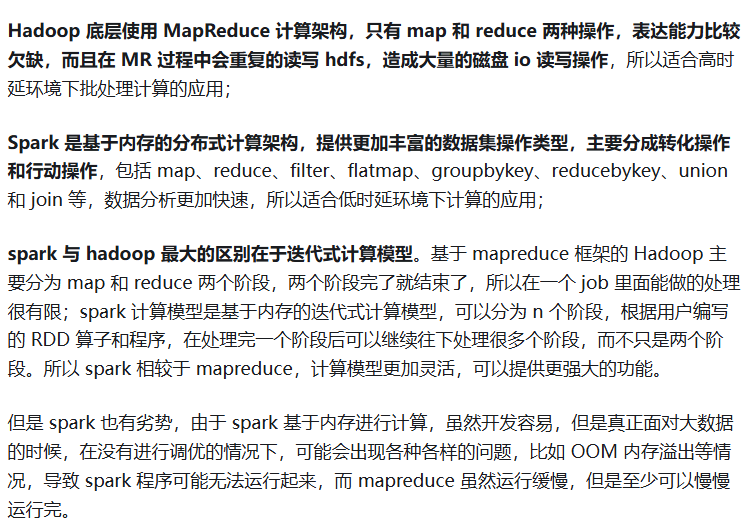 Hadoop 底层使用 MapReduce 计算架构，只有 map 和 reduce 两种操作，表达能力比较
欠缺，而且在 MR 过程中会重复的读写 hdfs，造成大量的磁盘 io 读写操作，所以适合高时
延环境下批处理计算的应用；
Spark 是基于内存的分布式计算架构，提供更加丰富的数据集操作类型，主要分成转化操作
和行动操作，包括 map、reduce、filter、flatmap、groupbykey、reducebykey、union
和 join 等，数据分析更加快速，所以适合低时延环境下计算的应用；
spark 与 hadoop 最大的区别在于迭代式计算模型。基于 mapreduce 框架的 Hadoop 主
要分为 map 和 reduce 两个阶段，两个阶段完了就结束了，所以在一个 job 里面能做的处理
很有限；spark 计算模型是基于内存的迭代式计算模型，可以分为 n 个阶段，根据用户编写
的 RDD 算子和程序，在处理完一个阶段后可以继续往下处理很多个阶段，而不只是两个阶
段。所以 spark 相较于 mapreduce，计算模型更加灵活，可以提供更强大的功能。
但是 spark 也有劣势，由于 spark 基于内存进行计算，虽然开发容易，但是真正面对大数据
的时候，在没有进行调优的情况下，可能会出现各种各样的问题，比如 OOM 内存溢出等情
况，导致 spark 程序可能无法运行起来，而 mapreduce 虽然运行缓慢，但是至少可以慢慢
运行完。